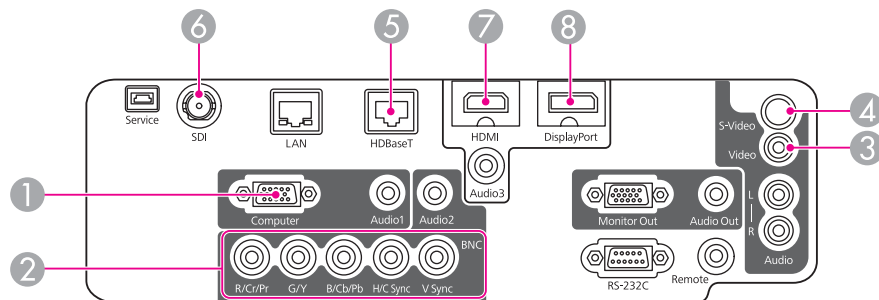 6
5
7
8
4
3
1
2
Service
SDI
LAN
HDBaseT
HDMI
DisplayPort
S-Video
Video
Audio3
Computer
Audio1
Audio2
Monitor Out
Audio Out
L
R
Audio
BNC
R/Cr/Pr
G/Y
B/Cb/Pb
H/C Sync
V Sync
RS-232C
Remote